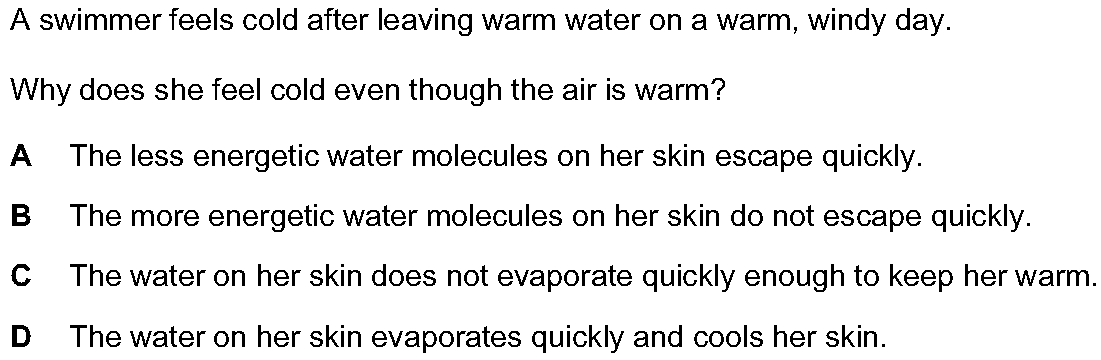 A swimmer feels cold after leaving warm water on a warm, windy day.
Why does she feel cold even though the air is warm?
A The less energetic water molecules on her skin escape quickly.
B The more energetic water molecules on her skin do not escape quickly.
C The water on her skin does not evaporate quickly enough to keep her warm.
D The water on her skin evaporates quickly and cools her skin.